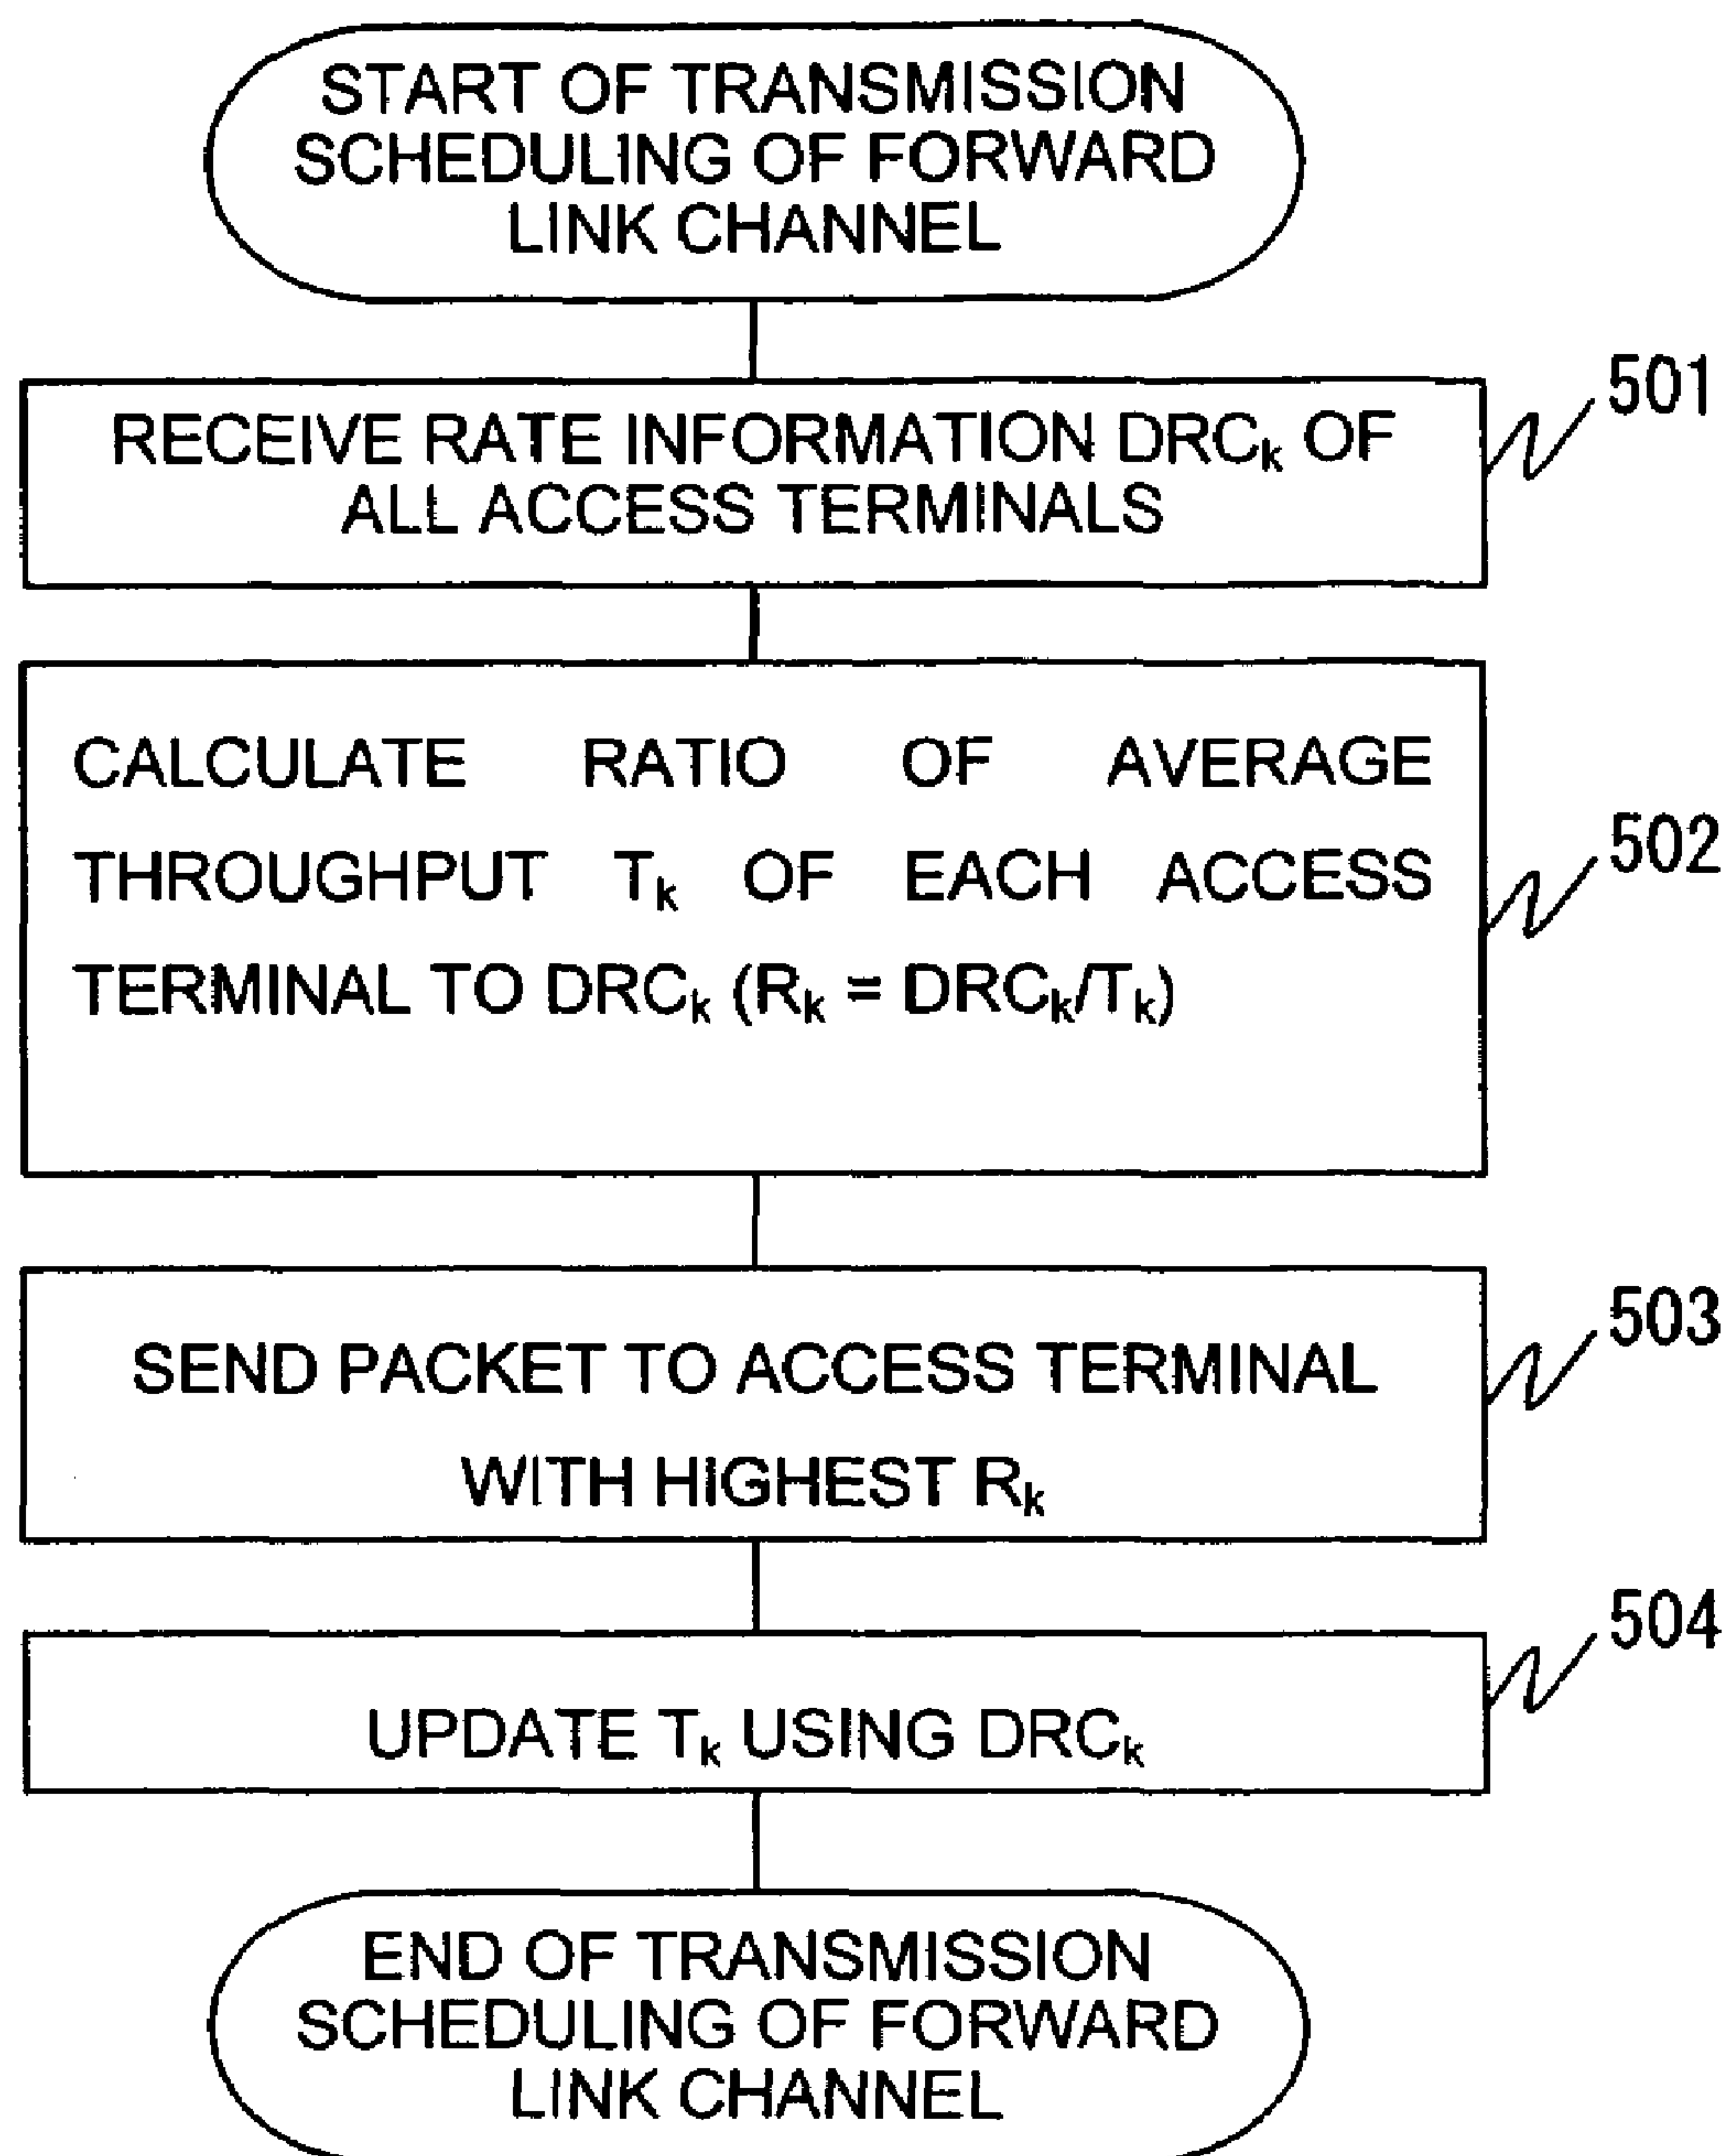 START OF TRANSMISSION
SCHEDULING OF FORWARD
LINK CHANNEL
501
RECEIVE RATE INFORMATION DRCk OF
ALL ACCESS TERMINALS
502
CALCULATE RATIO OF AVERAGE
THROUGHPUT Tk OF EACH ACCESS
TERMINAL TO DRCk (Rk = DRCk/Tk)
503
SEND PACKET TO ACCESS TERMINAL
WITH HIGHEST Rk
504
UPDATE Tk USING DRCk
END OF TRANSMISSION
SCHEDULING OF FORWARD
LINK CHANNEL